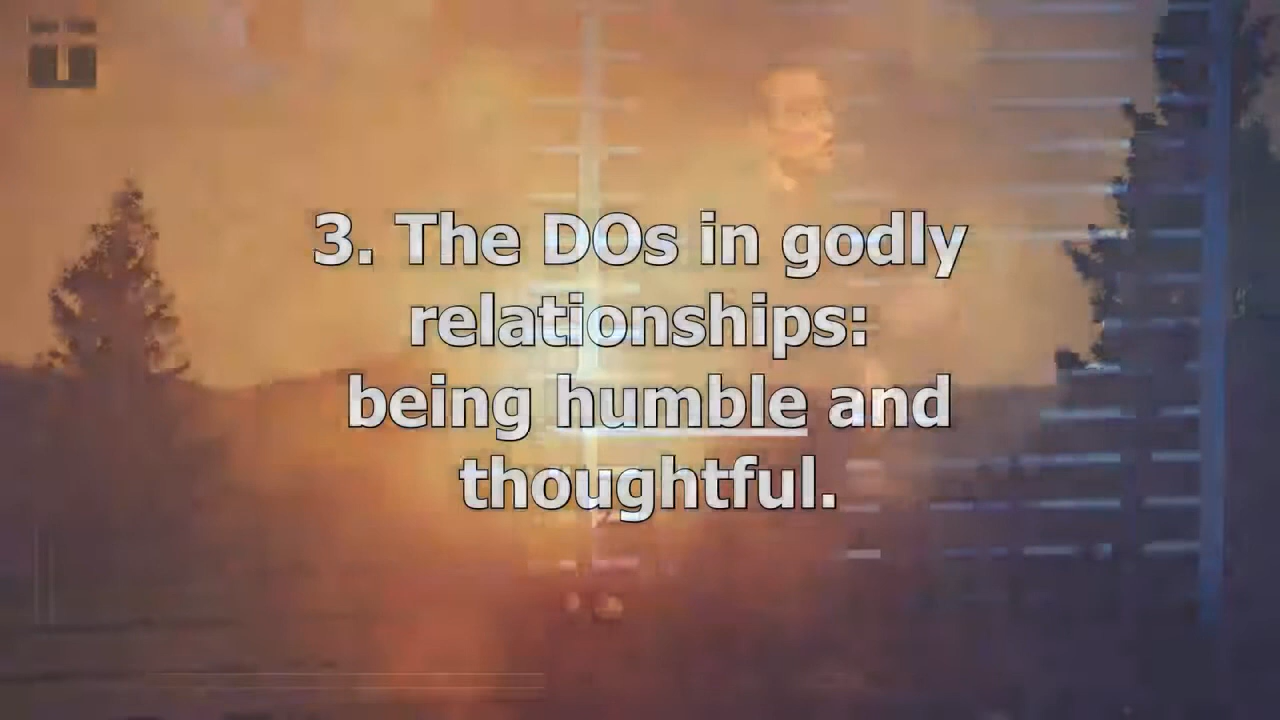 3. The DOs in godly
relationships:
being humble and
thoughtful.